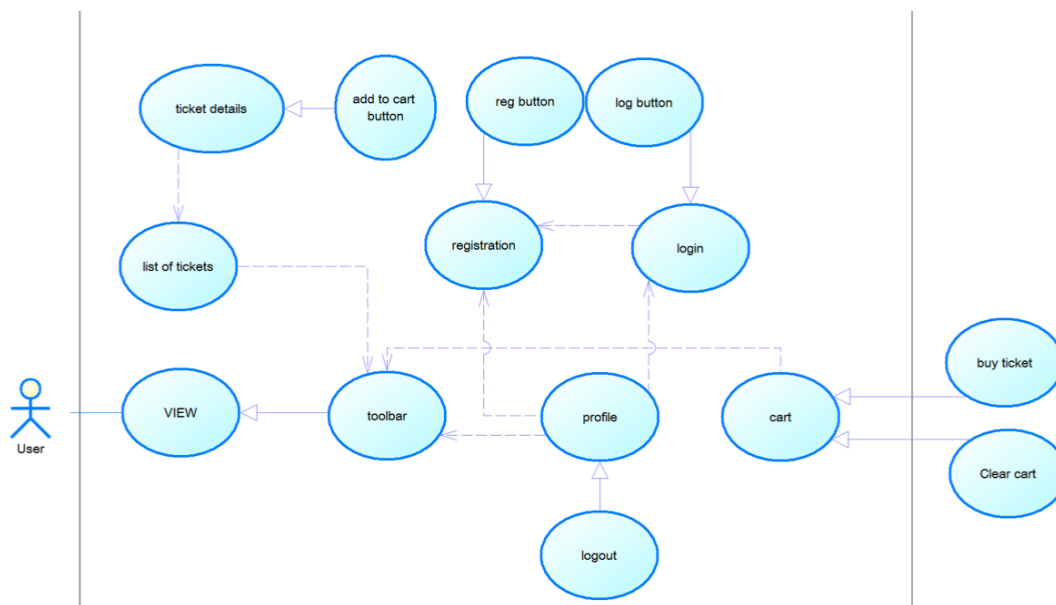 ticket details
add to cart
button
reg button
log button
list of tickets
registration
login
User
VIEW
toolbar
profile
cart
buy ticket
Clear cart
logout